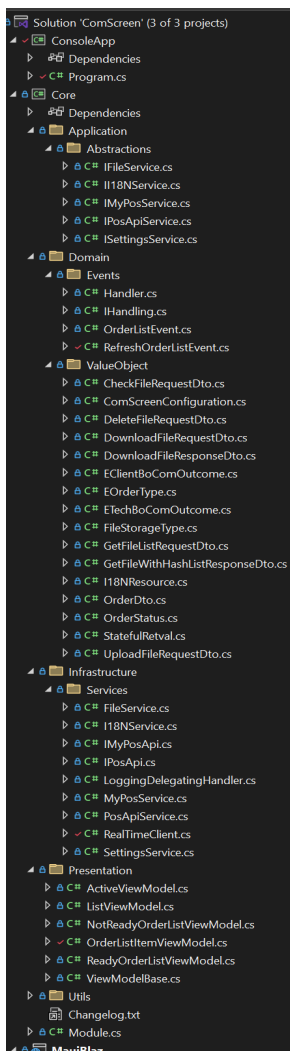 Solution 'ComScreen' (3 of 3 projects)
C# ConsoleApp
Dependencies
C# Program.cs
C# Core
Dependencies
Application
Abstractions
C# IFileService.cs
C# II18NService.cs
C# IMyPosService.cs
C# IPosApiService.cs
C# ISettingsService.cs
Domain
Events
C# Handler.cs
C# IHandling.cs
C# OrderListEvent.cs
C# RefreshOrderListEvent.cs
ValueObject
C# CheckFileRequestDto.cs
C# ComScreenConfiguration.cs
C# DeleteFileRequestDto.cs
C# DownloadFileRequestDto.cs
C# DownloadFileResponseDto.cs
C# EClientBoComOutcome.cs
C# EOrderType.cs
C# ETechBoComOutcome.cs
C# FileStorageType.cs
C# GetFileListRequestDto.cs
C# GetFileWithHashListResponseDto.cs
C# I18NResource.cs
C# OrderDto.cs
C# OrderStatus.cs
C# StatefulRetval.cs
C# UploadFileRequestDto.cs
Infrastructure
Services
C# FileService.cs
C# I18NService.cs
C# IMyPosApi.cs
C# IPosApi.cs
C# LoggingDelegatingHandler.cs
C# MyPosService.cs
C# PosApiService.cs
C# RealTimeClient.cs
C# SettingsService.cs
Presentation
C# ActiveViewModel.cs
C# ListViewModel.cs
C# NotReadyOrderListViewModel.cs
C# OrderListItemViewModel.cs
C# ReadyOrderListViewModel.cs
C# ViewModelBase.cs
Utils
Changelog.txt
C# Module.cs